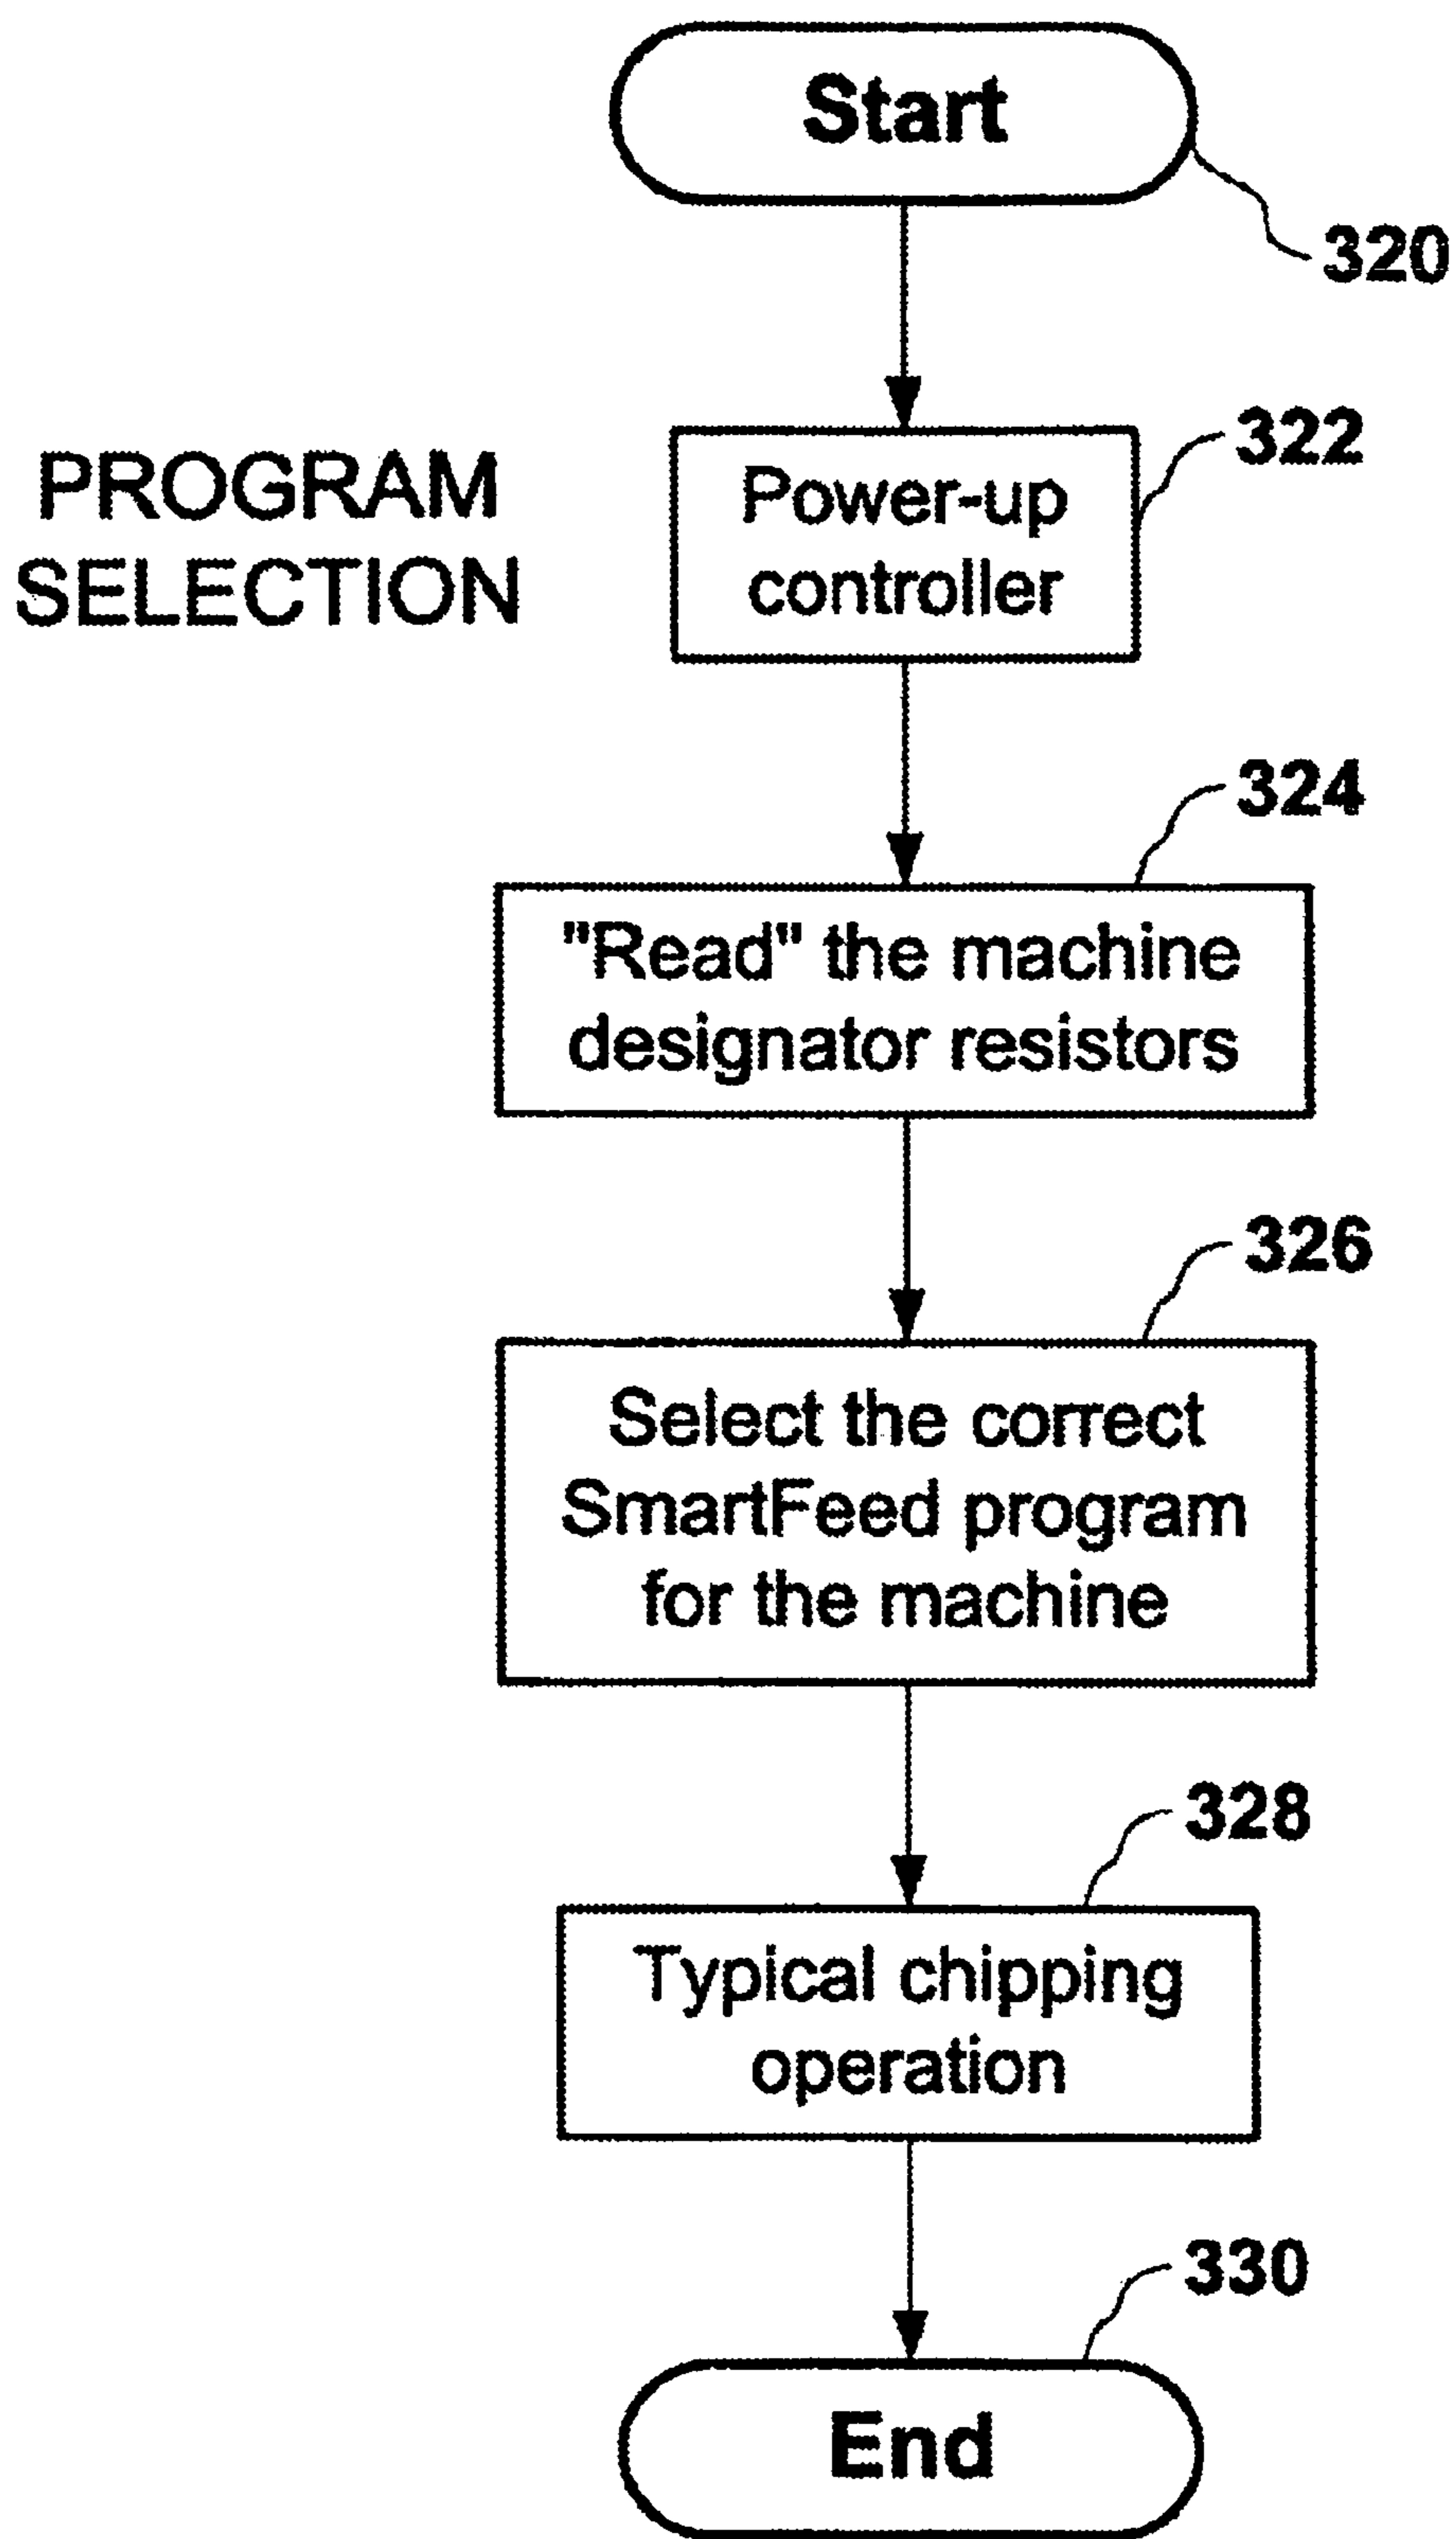 Start
320
PROGRAM
SELECTION
322
Power-up
controller
324
"Read" the machine
designator resistors
326
Select the correct
SmartFeed program
for the machine
328
Typical chipping
operation
330
End